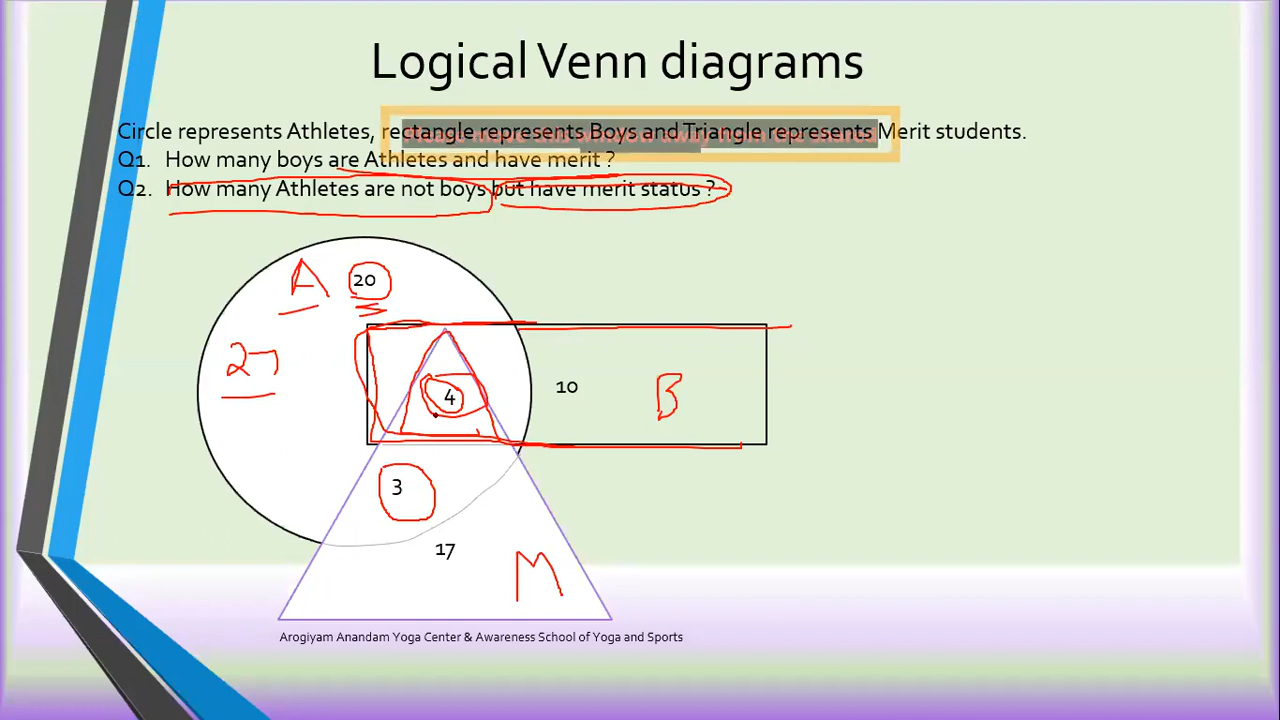 Logical Venn diagrams
Circle represents Athletes, rectangle represents Boys and Triangle represents Merit students.
Q1. How many boys are Athletes and have merit ?
Q2. How many Athletes are not boys but have merit status ?
A 20
27
4 10 B
3
17 M
Arogiyam Anandam Yoga Center & Awareness School of Yoga and Sports